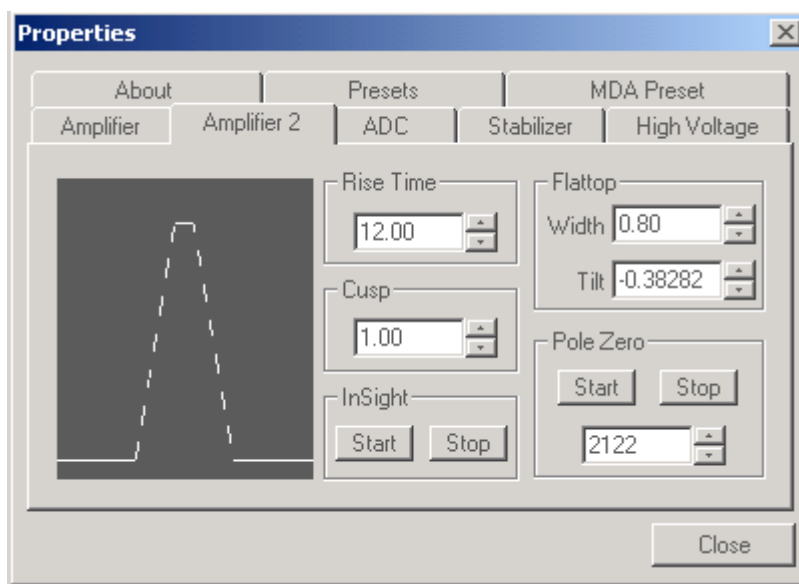 Properties
About Presets MDA Preset
Amplifier Amplifier 2 ADC Stabilizer High Voltage
Rise Time
12.00
Cusp
1.00
InSight
Start Stop
Flattop
Width 0.80
Tilt -0.38282
Pole Zero
Start Stop
2122
Close